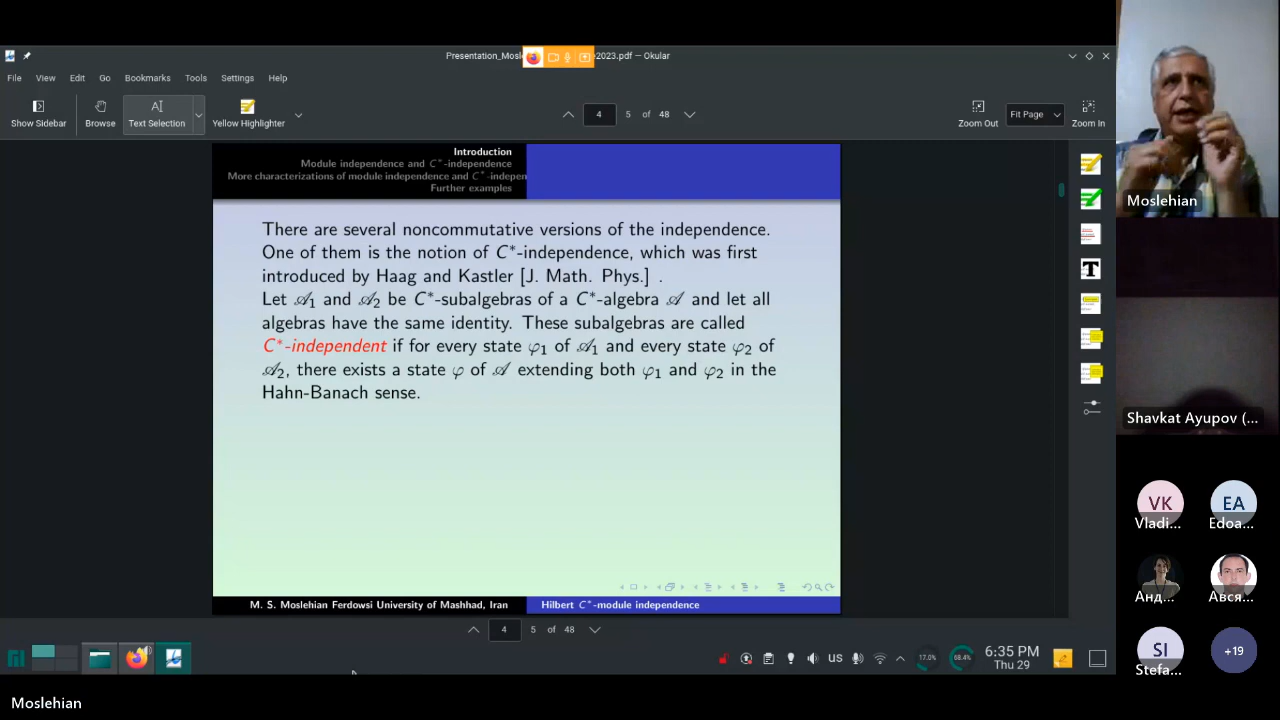 Presentation_Mosl
2023.pdf — Okular
File View Edit Go Bookmarks Tools Settings Help
Show Sidebar
Browse
Text Selection
Yellow Highlighter
4 5 of 48
Zoom Out
Fit Page
Zoom In
Introduction
Module independence and C*-independence
More characterizations of module independence and C*-indepen
Further examples
There are several noncommutative versions of the independence.
One of them is the notion of C*-independence, which was first
introduced by Haag and Kastler [J. Math. Phys.] .
Let 𝒜₁ and 𝒜₂ be C*-subalgebras of a C*-algebra 𝒜 and let all
algebras have the same identity. These subalgebras are called
C*-independent if for every state φ₁ of 𝒜₁ and every state φ₂ of
𝒜₂, there exists a state φ of 𝒜 extending both φ₁ and φ₂ in the
Hahn-Banach sense.
M. S. Moslehian Ferdowsi University of Mashhad, Iran
Hilbert C*-module independence
4 5 of 48
17.0%
68.4%
US
6:35 PM
Thu 29
Moslehian
Shavkat Ayupov (...
VK
Vladi...
EA
Edoa...
Анд...
Ався...
SI
Stefa...
+19
Moslehian